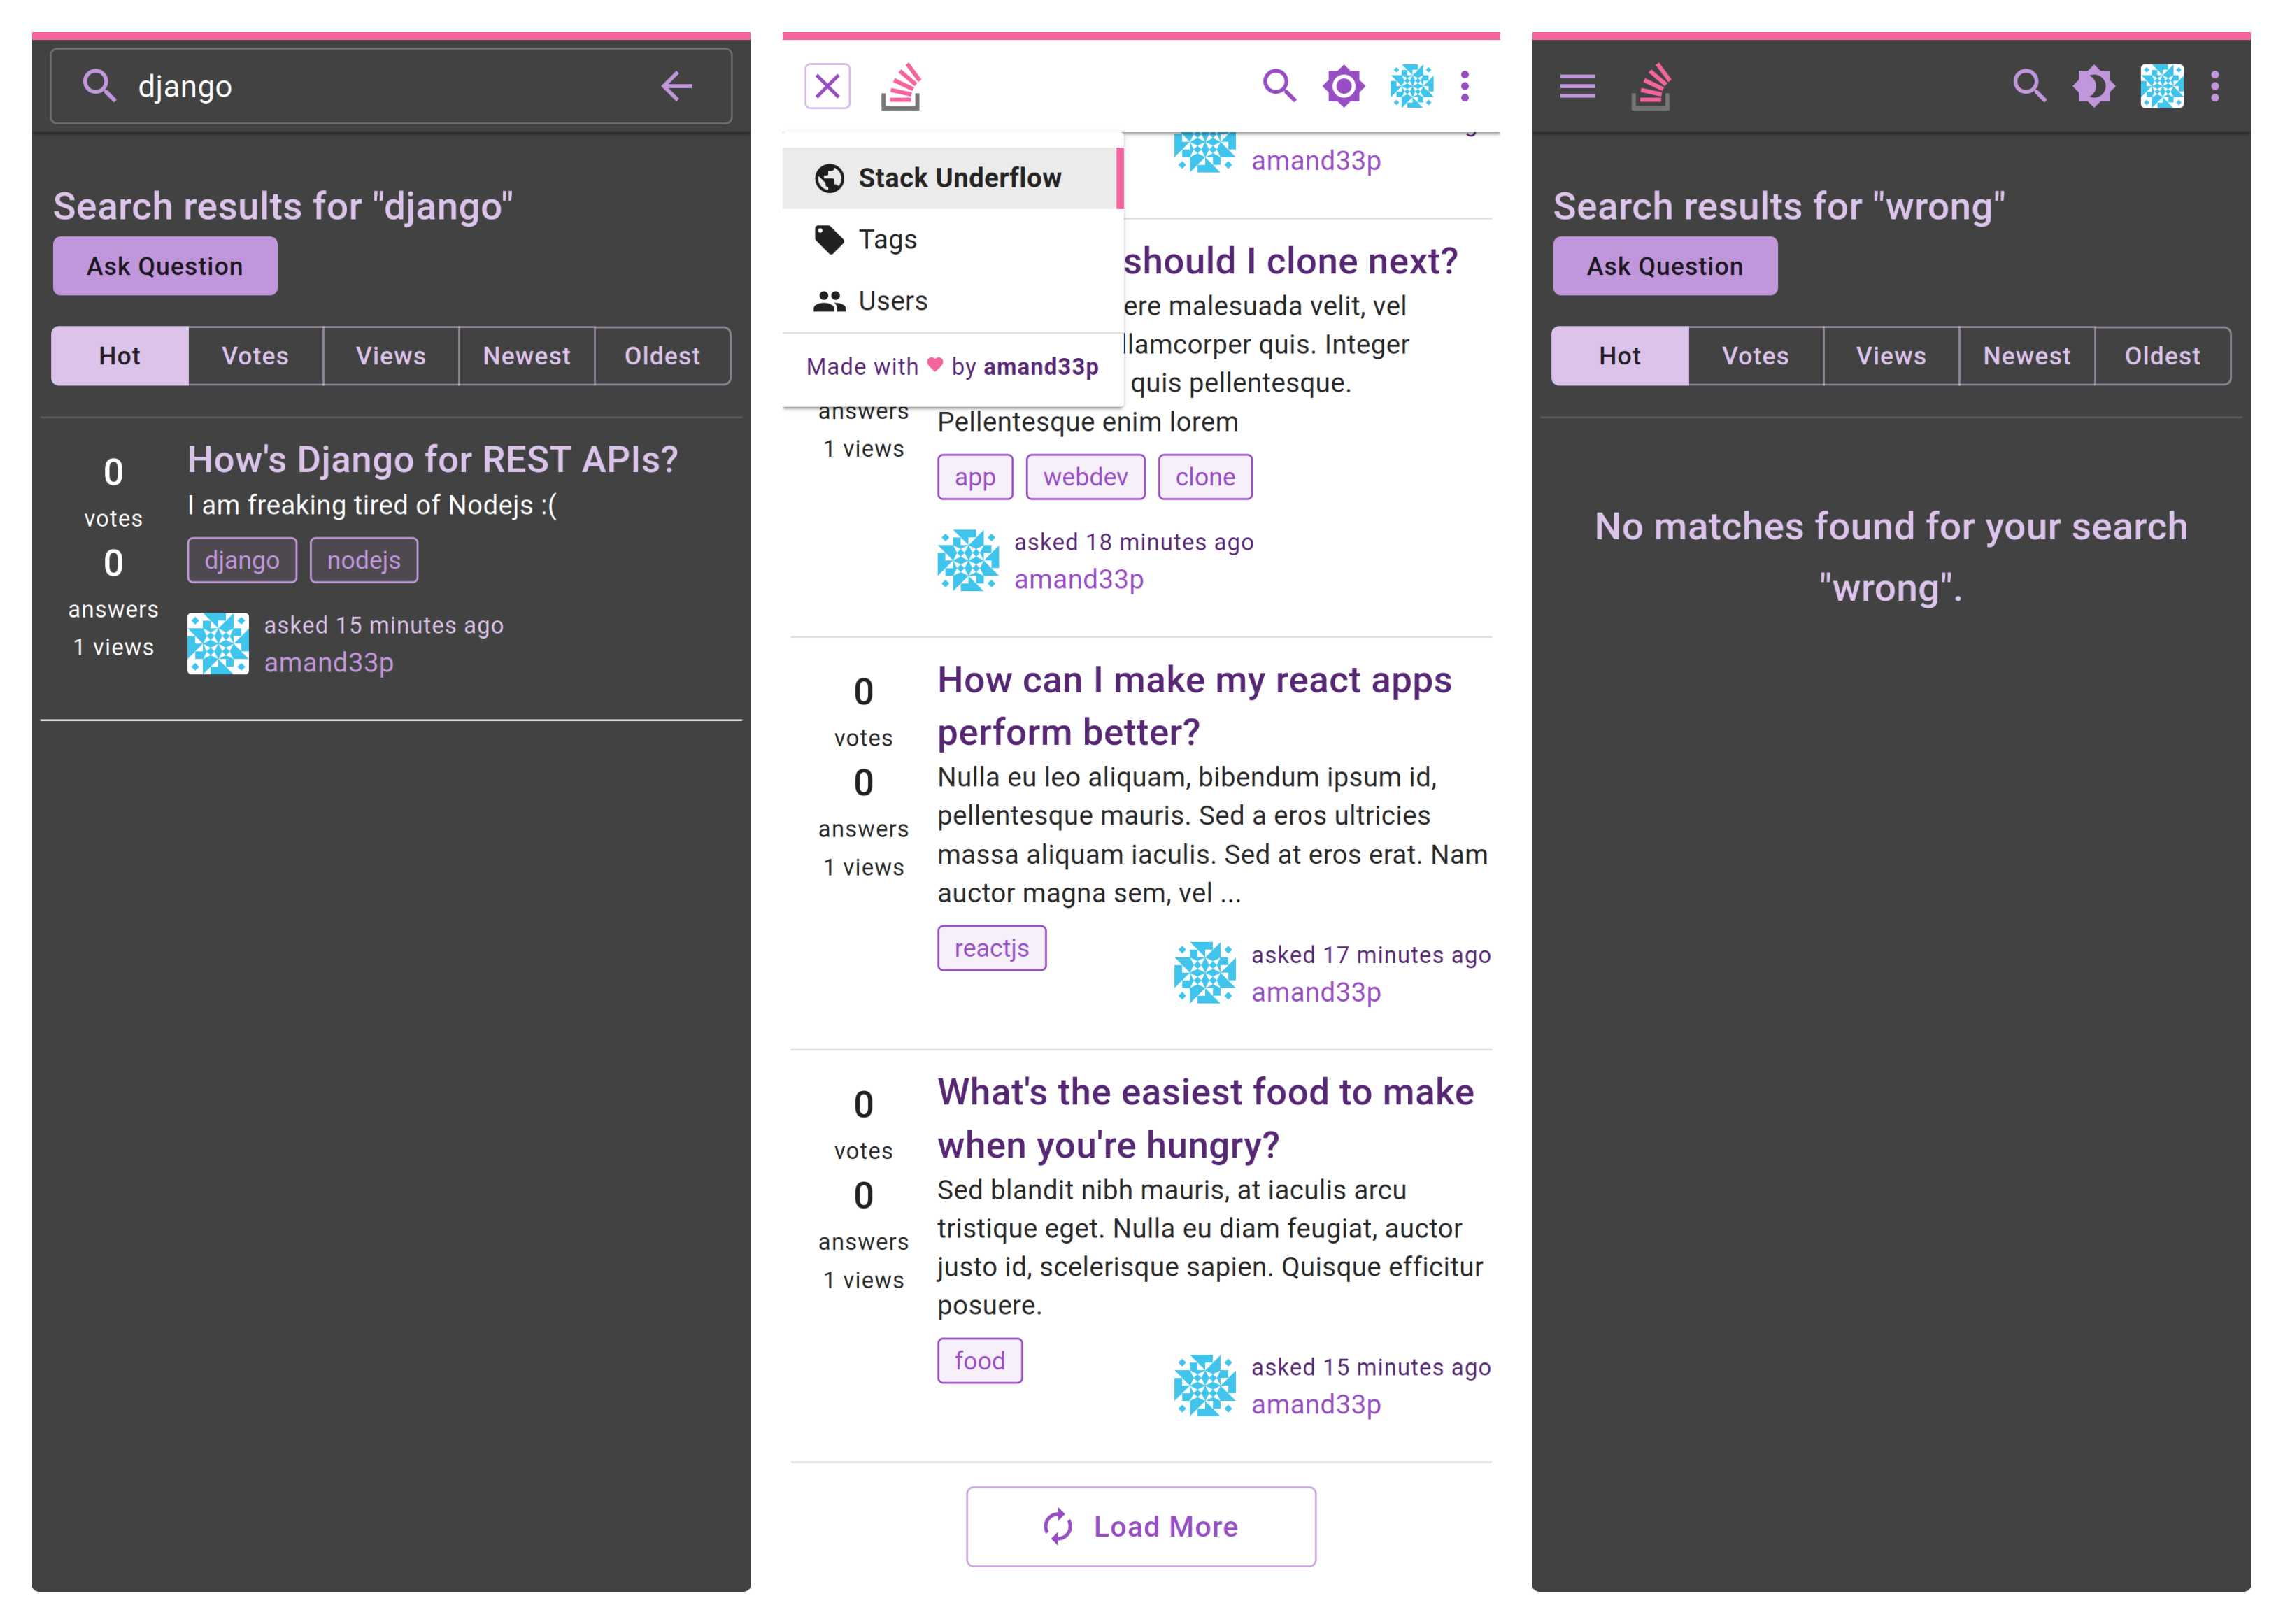 django
Search results for "django"
Ask Question
Hot
Votes
Views
Newest
Oldest
0
votes
0
answers
1 views
How's Django for REST APIs?
I am freaking tired of Nodejs :(
django
nodejs
asked 15 minutes ago
amand33p
Stack Underflow
Tags
Users
Made with ♥ by amand33p
amand33p
should I clone next?
ere malesuada velit, vel
llamcorper quis. Integer
quis pellentesque.
Pellentesque enim lorem
answers
1 views
app
webdev
clone
asked 18 minutes ago
amand33p
0
votes
0
answers
1 views
How can I make my react apps
perform better?
Nulla eu leo aliquam, bibendum ipsum id,
pellentesque mauris. Sed a eros ultricies
massa aliquam iaculis. Sed at eros erat. Nam
auctor magna sem, vel ...
reactjs
asked 17 minutes ago
amand33p
0
votes
0
answers
1 views
What's the easiest food to make
when you're hungry?
Sed blandit nibh mauris, at iaculis arcu
tristique eget. Nulla eu diam feugiat, auctor
justo id, scelerisque sapien. Quisque efficitur
posuere.
food
asked 15 minutes ago
amand33p
Load More
Search results for "wrong"
Ask Question
Hot
Votes
Views
Newest
Oldest
No matches found for your search
"wrong".